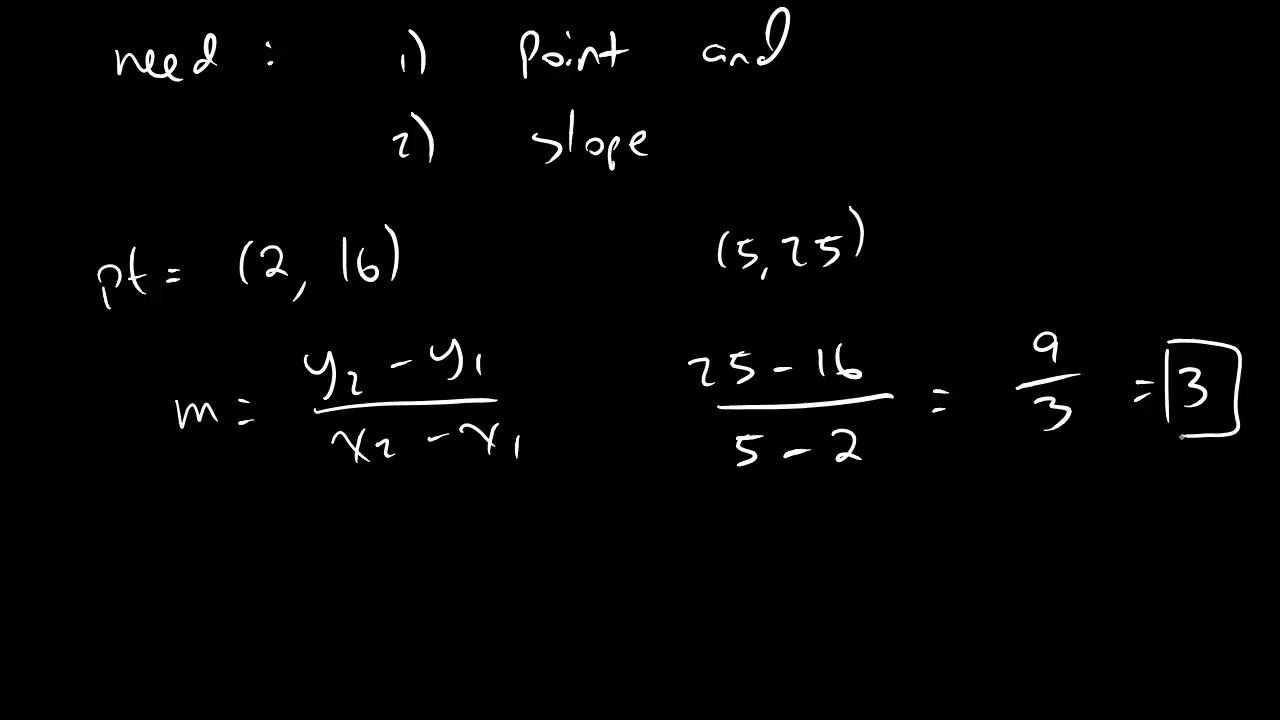 need : 1) point and
2) slope
pt = (2, 16) (5, 25)
m = y₂ - y₁ / x₂ - x₁ 25 - 16 / 5 - 2 = 9 / 3 = 3